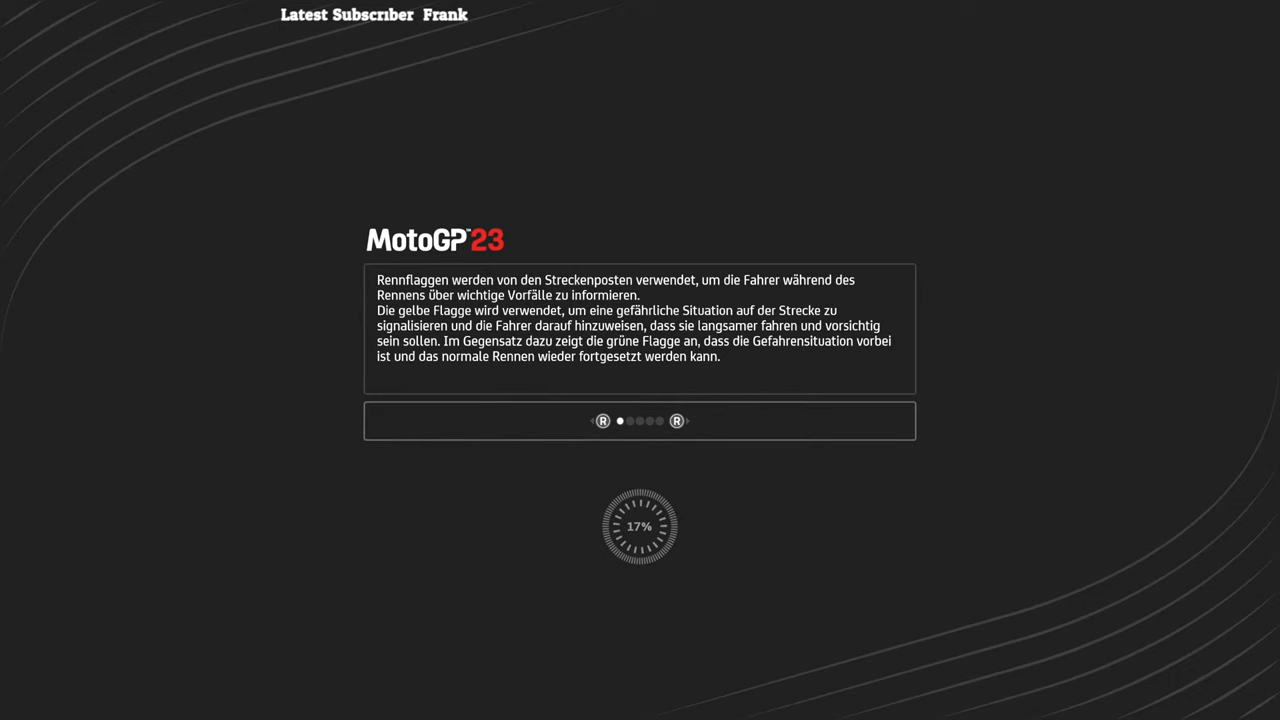 Latest Subscriber Frank
MotoGP™23
Rennflaggen werden von den Streckenposten verwendet, um die Fahrer während des
Rennens über wichtige Vorfälle zu informieren.
Die gelbe Flagge wird verwendet, um eine gefährliche Situation auf der Strecke zu
signalisieren und die Fahrer darauf hinzuweisen, dass sie langsamer fahren und vorsichtig
sein sollen. Im Gegensatz dazu zeigt die grüne Flagge an, dass die Gefahrensituation vorbei
ist und das normale Rennen wieder fortgesetzt werden kann.
R R
17%